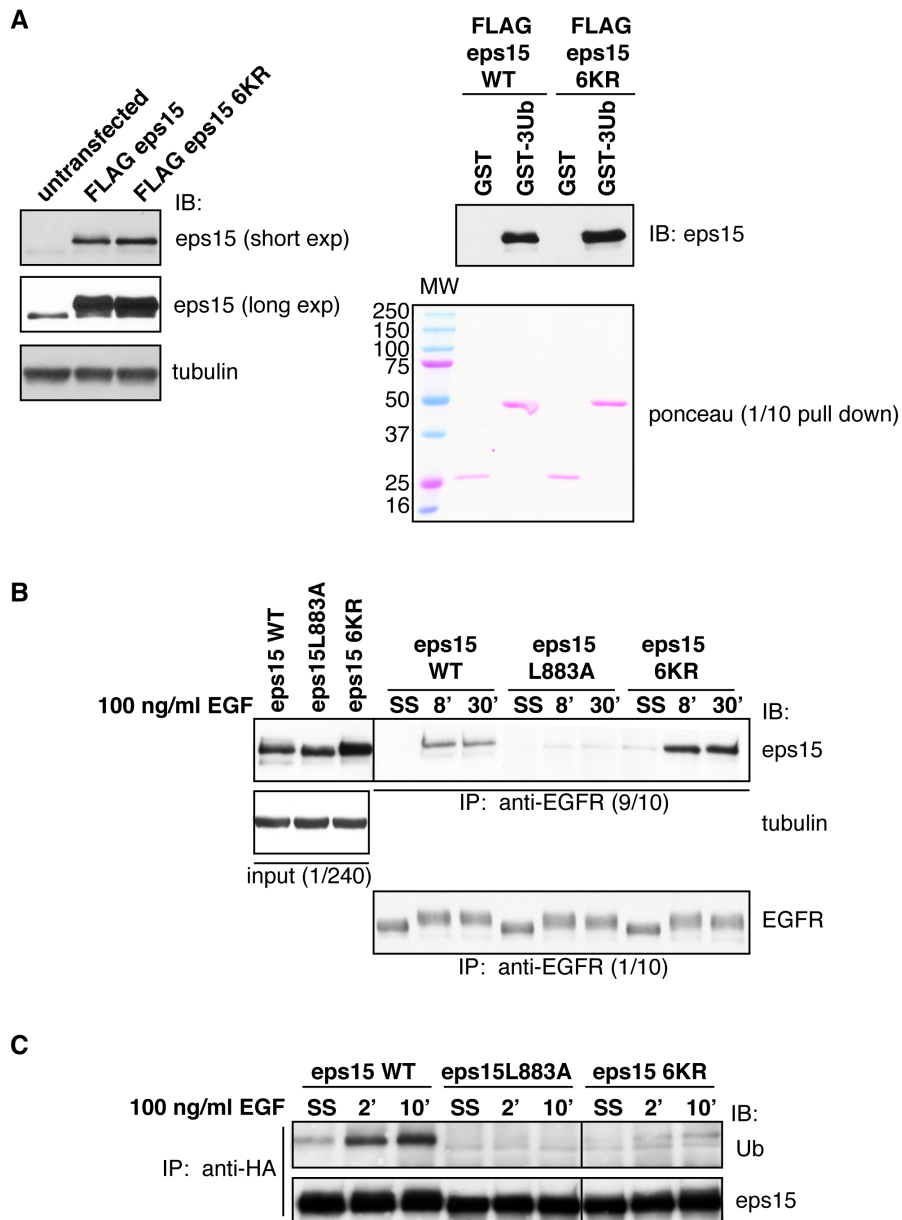 A
untransfected
FLAG eps15
FLAG eps15 6KR
IB:
eps15 (short exp)
eps15 (long exp)
tubulin
FLAG
eps15
WT
FLAG
eps15
6KR
GST
GST-3Ub
GST
GST-3Ub
IB: eps15
MW
250
150
100
75
50
37
25
16
ponceau (1/10 pull down)
B
eps15 WT
eps15L883A
eps15 6KR
eps15
WT
eps15
L883A
eps15
6KR
100 ng/ml EGF
SS 8’ 30’ SS 8’ 30’ SS 8’ 30’
IB:
eps15
IP: anti-EGFR (9/10)
tubulin
input (1/240)
EGFR
IP: anti-EGFR (1/10)
C
eps15 WT eps15L883A eps15 6KR
100 ng/ml EGF SS 2’ 10’ SS 2’ 10’ SS 2’ 10’
IB:
Ub
IP: anti-HA
eps15